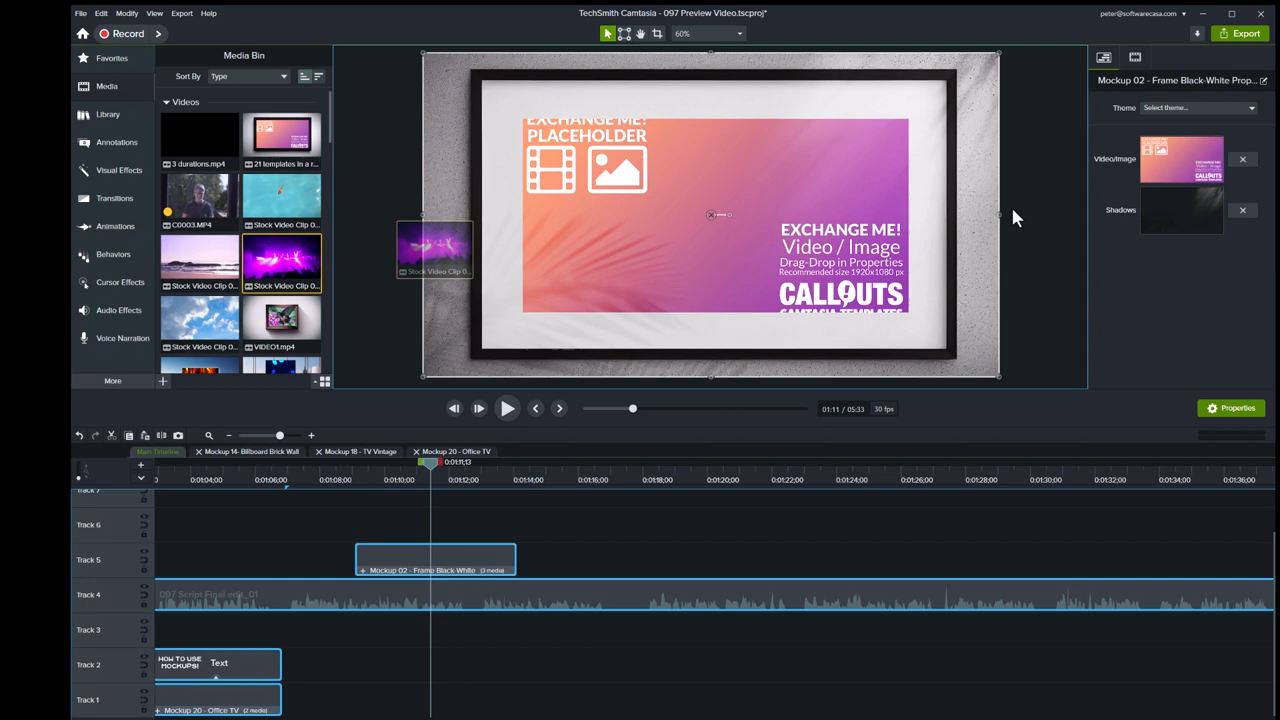 File Edit Modify View Export Help
TechSmith Camtasia - 097 Preview Video.tscproj*
peter@softwarecasa.com
Record
60%
Export
Favorites
Media
Library
Annotations
Visual Effects
Transitions
Animations
Behaviors
Cursor Effects
Audio Effects
Voice Narration
More
Media Bin
Sort By Type
Videos
3 durations.mp4
21 templates in a r...
C0003.MP4
Stock Video Clip 0...
Stock Video Clip 0...
Stock Video Clip 0...
Stock Video Clip 0...
VIDEO1.mp4
EXCHANGE ME!
PLACEHOLDER
EXCHANGE ME!
Video / Image
Drag-Drop in Properties
Recommended size 1920x1080 px
CALLOUTS
CAMTASIA TEMPLATES
Stock Video Clip 0...
Mockup 02 - Frame Black-White Prop...
Theme Select theme...
Video/Image
EXCHANGE ME!
Video / Image
CALLOUTS
Shadows
01:11 / 05:33 30 fps
Properties
Main Timeline
Mockup 14- Billboard Brick Wall
Mockup 18 - TV Vintage
Mockup 20 - Office TV
0:01:11;13
0:01:04;00 0:01:06;00 0:01:08;00 0:01:10;00 0:01:12;00 0:01:14;00 0:01:16;00 0:01:18;00 0:01:20;00 0:01:22;00 0:01:24;00 0:01:26;00 0:01:28;00 0:01:30;00 0:01:32;00 0:01:34;00 0:01:36;00
Track 7
Track 6
Track 5
+ Mockup 02 - Frame Black-White (3 media)
Track 4
097 Script Final edit_01
Track 3
Track 2
HOW TO USE
MOCKUPS!
Text
Track 1
+ Mockup 20 - Office TV (2 media)